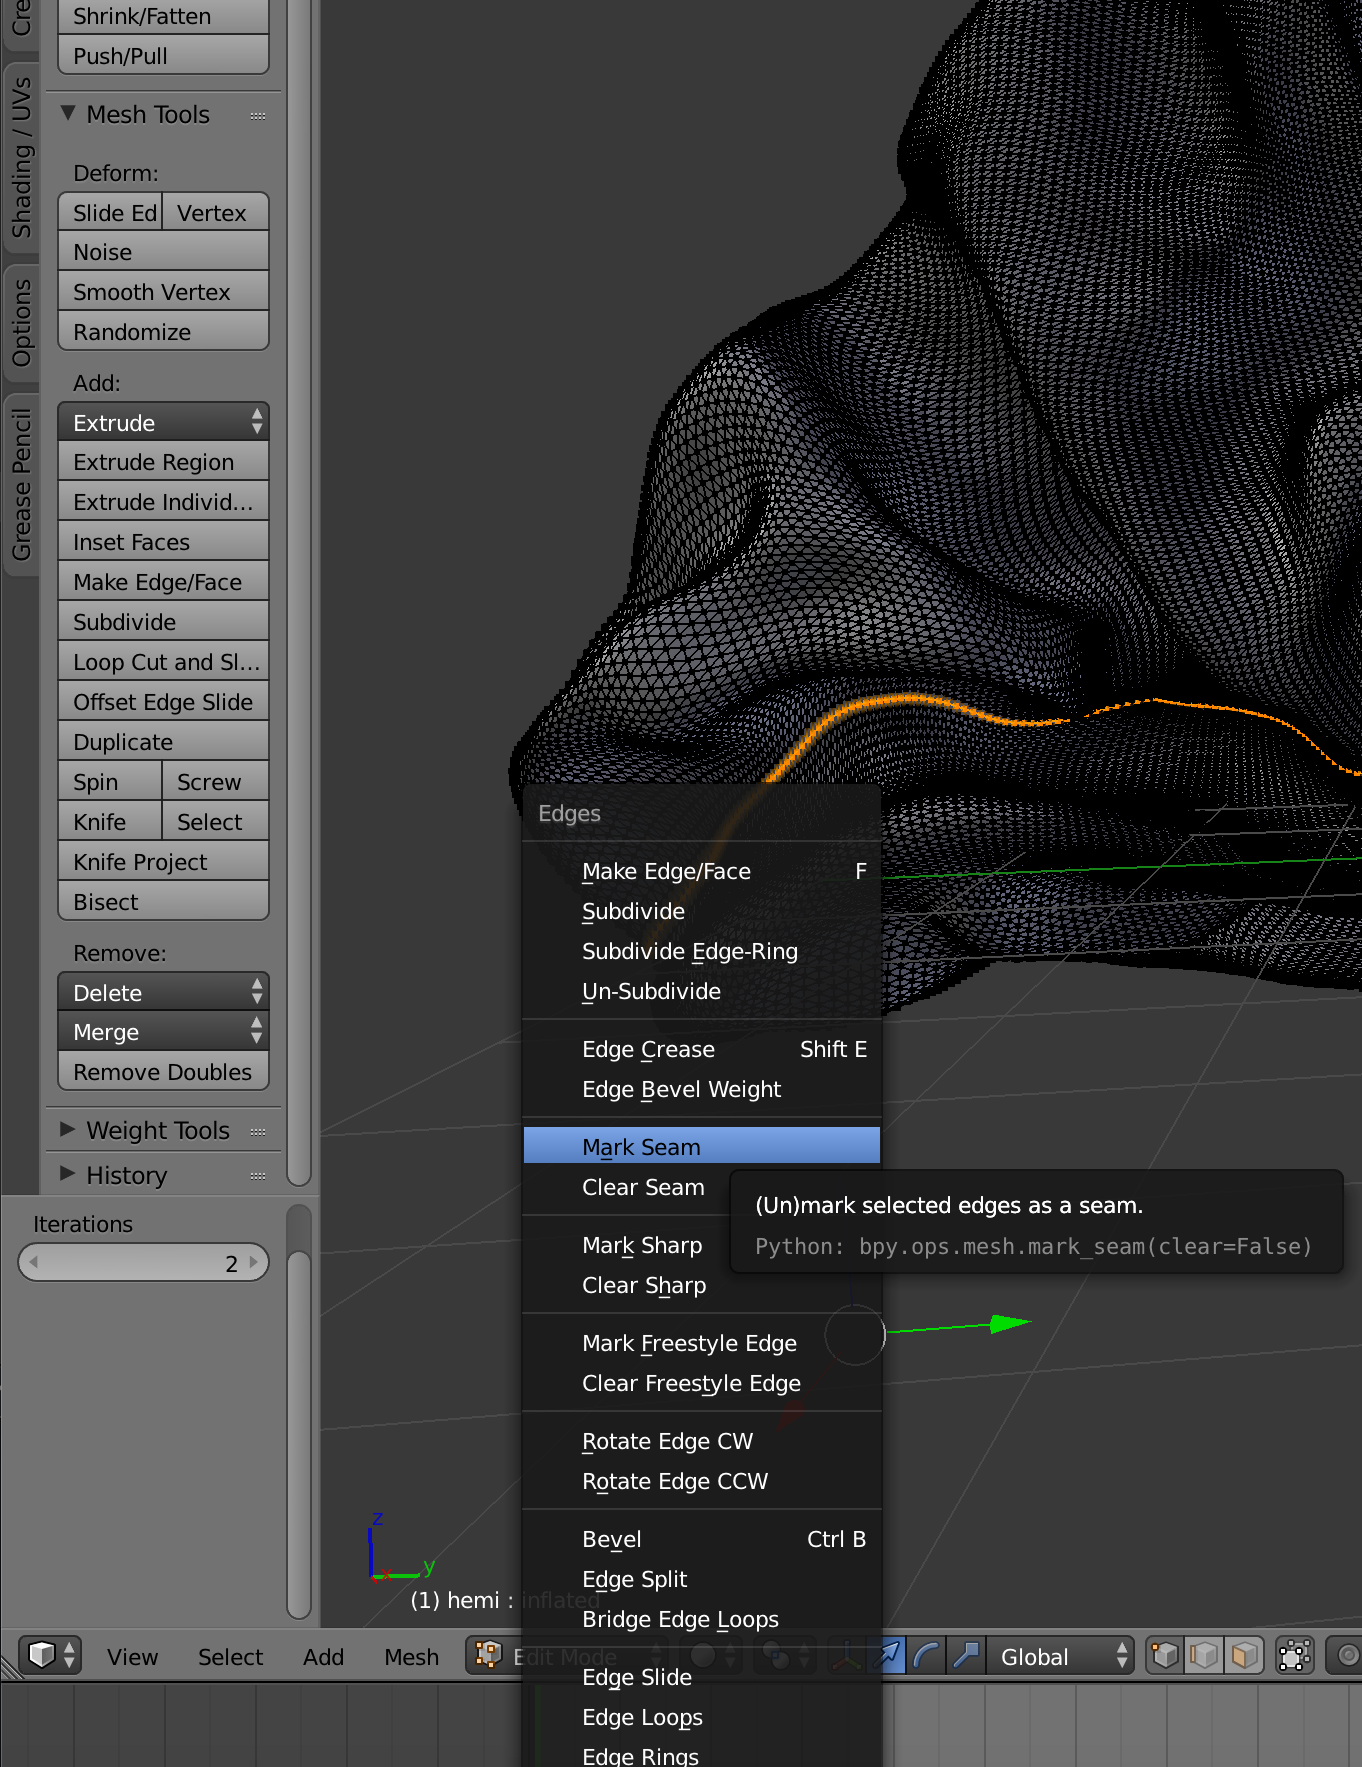 Cre
Shading / UVs
Options
Grease Pencil
Shrink/Fatten
Push/Pull
Mesh Tools
Deform:
Slide Ed Vertex
Noise
Smooth Vertex
Randomize
Add:
Extrude
Extrude Region
Extrude Individ...
Inset Faces
Make Edge/Face
Subdivide
Loop Cut and Sl...
Offset Edge Slide
Duplicate
Spin Screw
Knife Select
Knife Project
Bisect
Remove:
Delete
Merge
Remove Doubles
Weight Tools
History
Iterations
2
Edges
Make Edge/Face F
Subdivide
Subdivide Edge-Ring
Un-Subdivide
Edge Crease Shift E
Edge Bevel Weight
Mark Seam
Clear Seam
(Un)mark selected edges as a seam.
Python: bpy.ops.mesh.mark_seam(clear=False)
Mark Sharp
Clear Sharp
Mark Freestyle Edge
Clear Freestyle Edge
Rotate Edge CW
Rotate Edge CCW
Bevel Ctrl B
Edge Split
Bridge Edge Loops
Edge Slide
Edge Loops
Edge Rings
z
y
x
(1) hemi : inflated
View Select Add Mesh Edit Mode Global